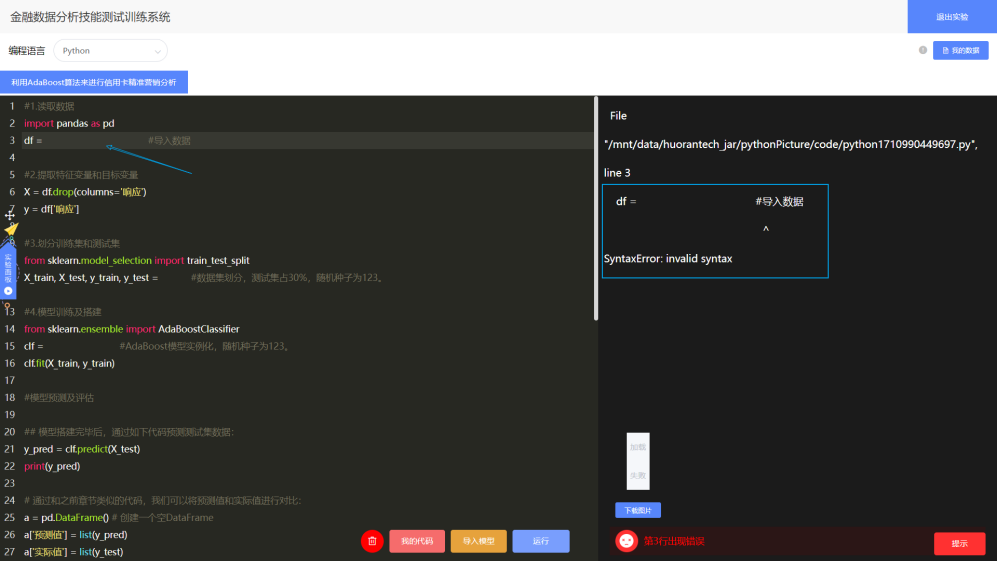 金融数据分析技能测试训练系统
退出实验
编程语言
Python
我的数据
利用AdaBoost算法来进行信用卡精准营销分析
1 #1.读取数据
2 import pandas as pd
3 df = #导入数据
4
5 #2.提取特征变量和目标变量
6 X = df.drop(columns='响应')
7 y = df['响应']
#3.划分训练集和测试集
from sklearn.model_selection import train_test_split
X_train, X_test, y_train, y_test = #数据集划分，测试集占30%，随机种子为123。
实验面板
13 #4.模型训练及搭建
14 from sklearn.ensemble import AdaBoostClassifier
15 clf = #AdaBoost模型实例化，随机种子为123。
16 clf.fit(X_train, y_train)
17
18 #模型预测及评估
19
20 ## 模型搭建完毕后，通过如下代码预测测试集数据：
21 y_pred = clf.predict(X_test)
22 print(y_pred)
23
24 # 通过和之前章节类似的代码，我们可以将预测值和实际值进行对比：
25 a = pd.DataFrame() # 创建一个空DataFrame
26 a['预测值'] = list(y_pred)
27 a['实际值'] = list(y_test)
我的代码
导入模型
运行
File
"/mnt/data/huorantech_jar/pythonPicture/code/python1710990449697.py",
line 3
df = #导入数据
^
SyntaxError: invalid syntax
加载
失败
下载图片
第3行出现错误
提示